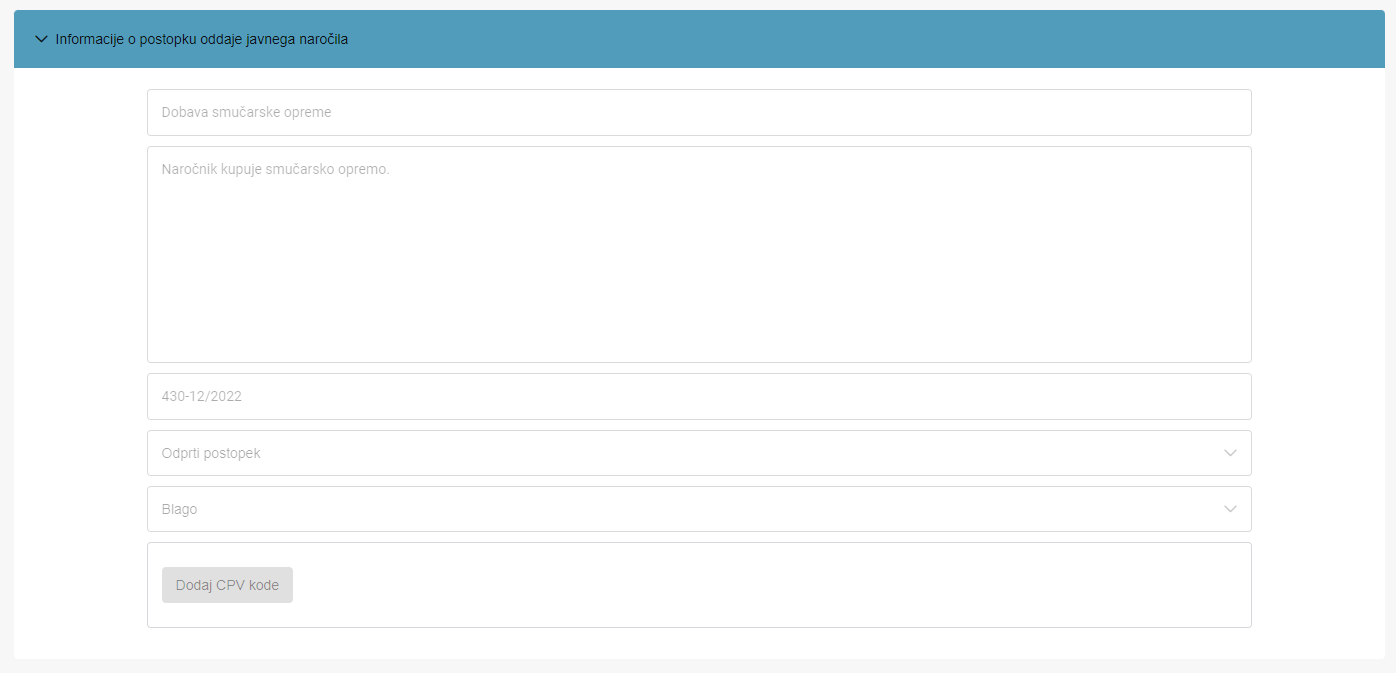 Informacije o postopku oddaje javnega naročila
Dobava smučarske opreme
Naročnik kupuje smučarsko opremo.
430-12/2022
Odprti postopek
Blago
Dodaj CPV kode